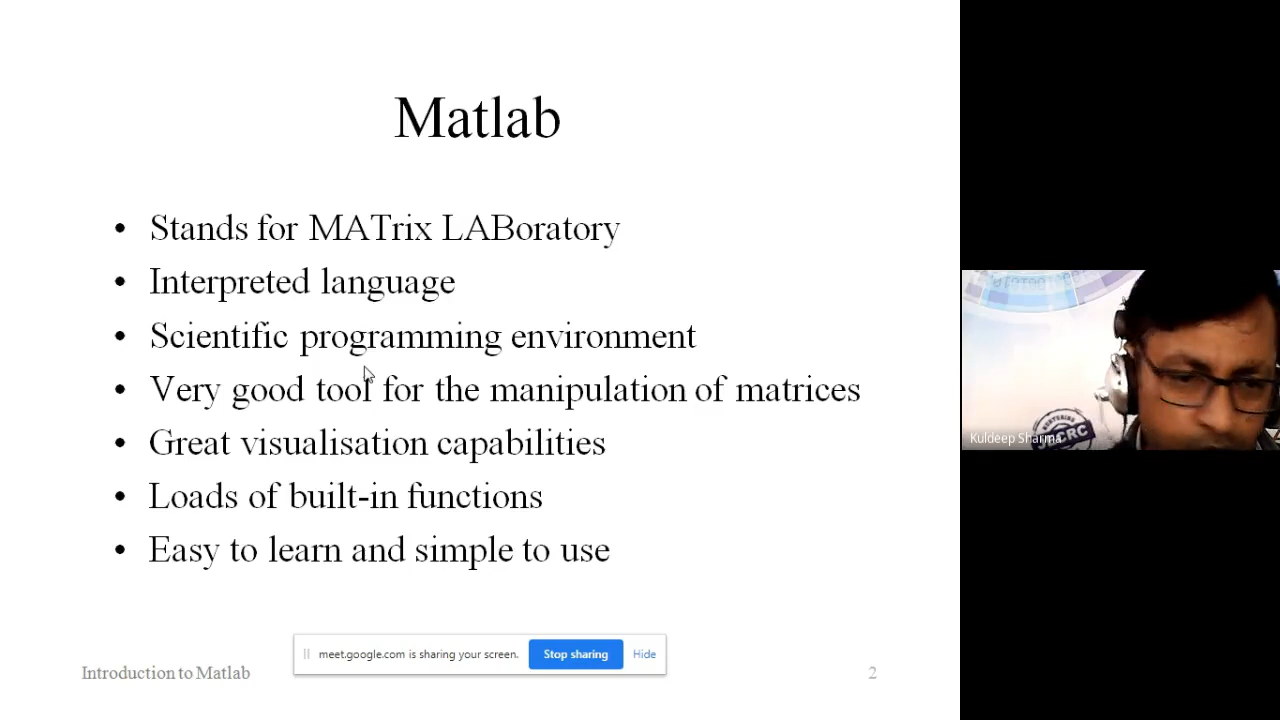 Matlab
• Stands for MATrix LABoratory
• Interpreted language
• Scientific programming environment
• Very good tool for the manipulation of matrices
• Great visualisation capabilities
• Loads of built-in functions
• Easy to learn and simple to use
Kuldeep Sharma
meet.google.com is sharing your screen. Stop sharing Hide
Introduction to Matlab
2